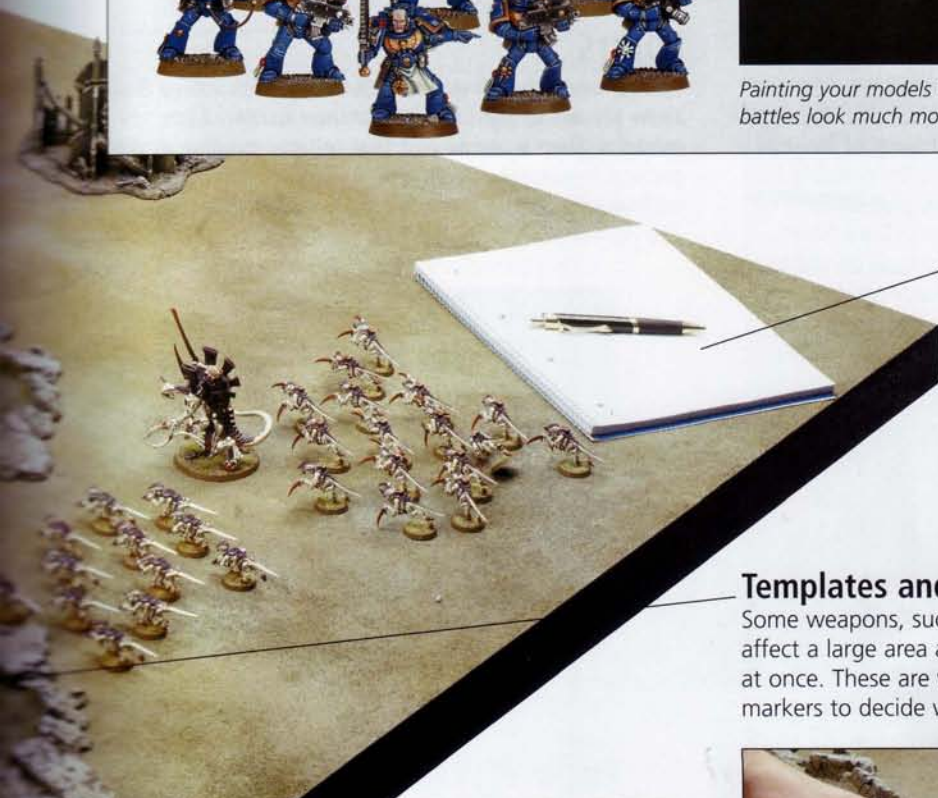 Painting your models
battles look much mo
Templates and
Some weapons, suc
affect a large area a
at once. These are
markers to decide v